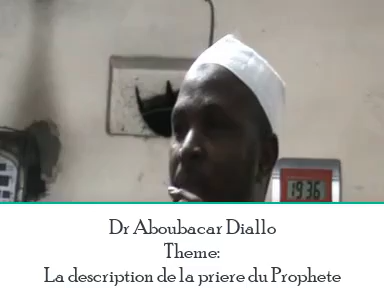 19:36
Dr Aboubacar Diallo
Theme:
La description de la priere du Prophete